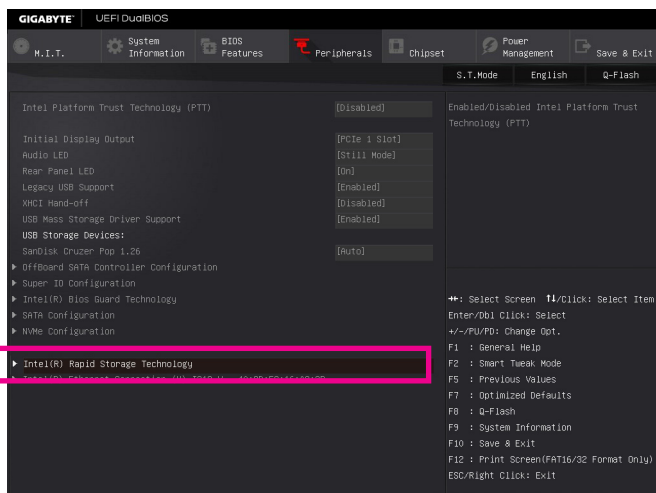 GIGABYTE™ UEFI DualBIOS
M.I.T.
System Information
BIOS Features
Peripherals
Chipset
Power Management
Save & Exit
S.T.Mode English Q-Flash
Intel Platform Trust Technology (PTT) [Disabled]
Initial Display Output [PCIe 1 Slot]
Audio LED [Still Mode]
Rear Panel LED [On]
Legacy USB Support [Enabled]
XHCI Hand-off [Disabled]
USB Mass Storage Driver Support [Enabled]
USB Storage Devices:
SanDisk Cruzer Pop 1.26 [Auto]
OffBoard SATA Controller Configuration
Super IO Configuration
Intel(R) Bios Guard Technology
SATA Configuration
NVMe Configuration
Intel(R) Rapid Storage Technology
Intel(R) Ethernet Connection
Enabled/Disabled Intel Platform Trust
Technology (PTT)
↔: Select Screen ↑↓/Click: Select Item
Enter/Dbl Click: Select
+/-/PU/PD: Change Opt.
F1 : General Help
F2 : Smart Tweak Mode
F5 : Previous Values
F7 : Optimized Defaults
F8 : Q-Flash
F9 : System Information
F10 : Save & Exit
F12 : Print Screen(FAT16/32 Format Only)
ESC/Right Click: Exit